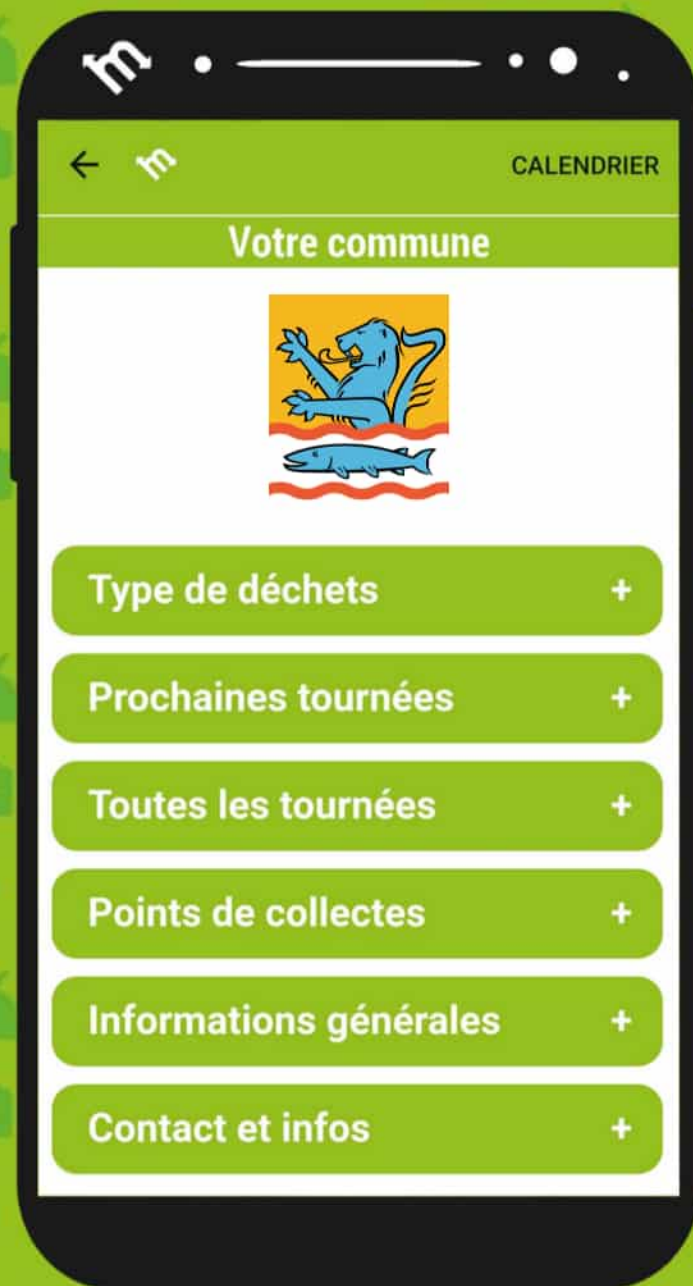 CALENDRIER
Votre commune
Type de déchets +
Prochaines tournées +
Toutes les tournées +
Points de collectes +
Informations générales +
Contact et infos +